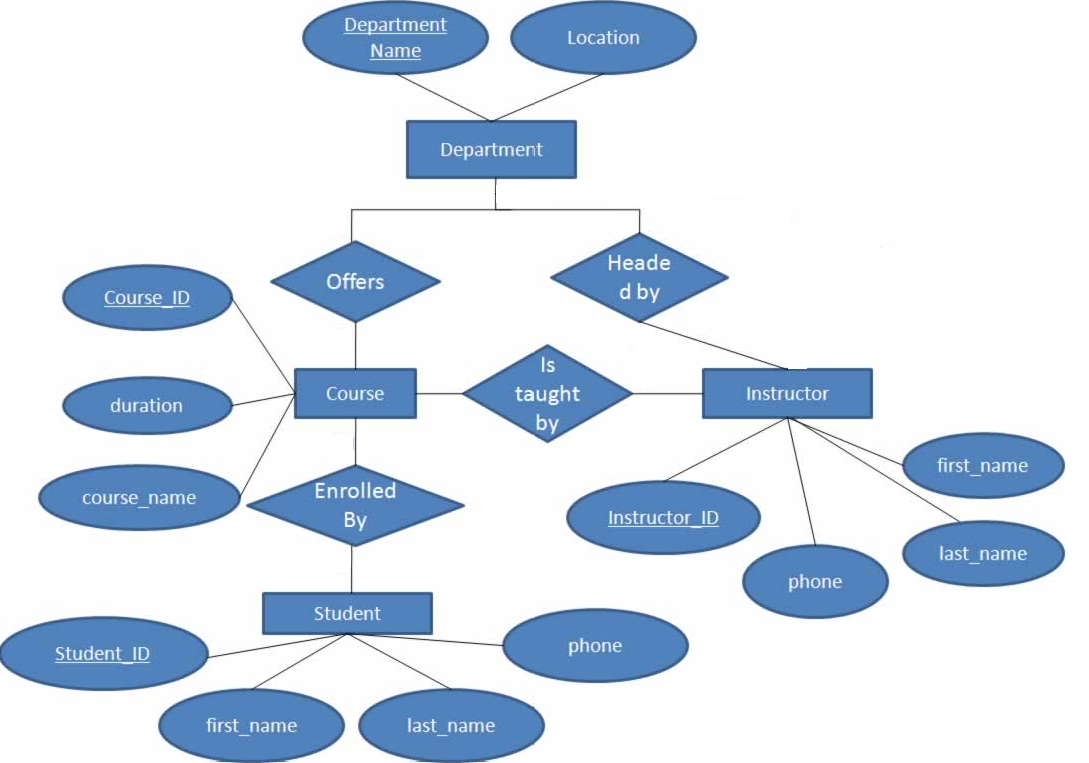 Department
Name
Location
Department
Offers
Heade
d by
Course_ID
duration
course_name
Course
Is
taught
by
Instructor
Enrolled
By
Instructor_ID
phone
first_name
last_name
Student
Student_ID
first_name
last_name
phone